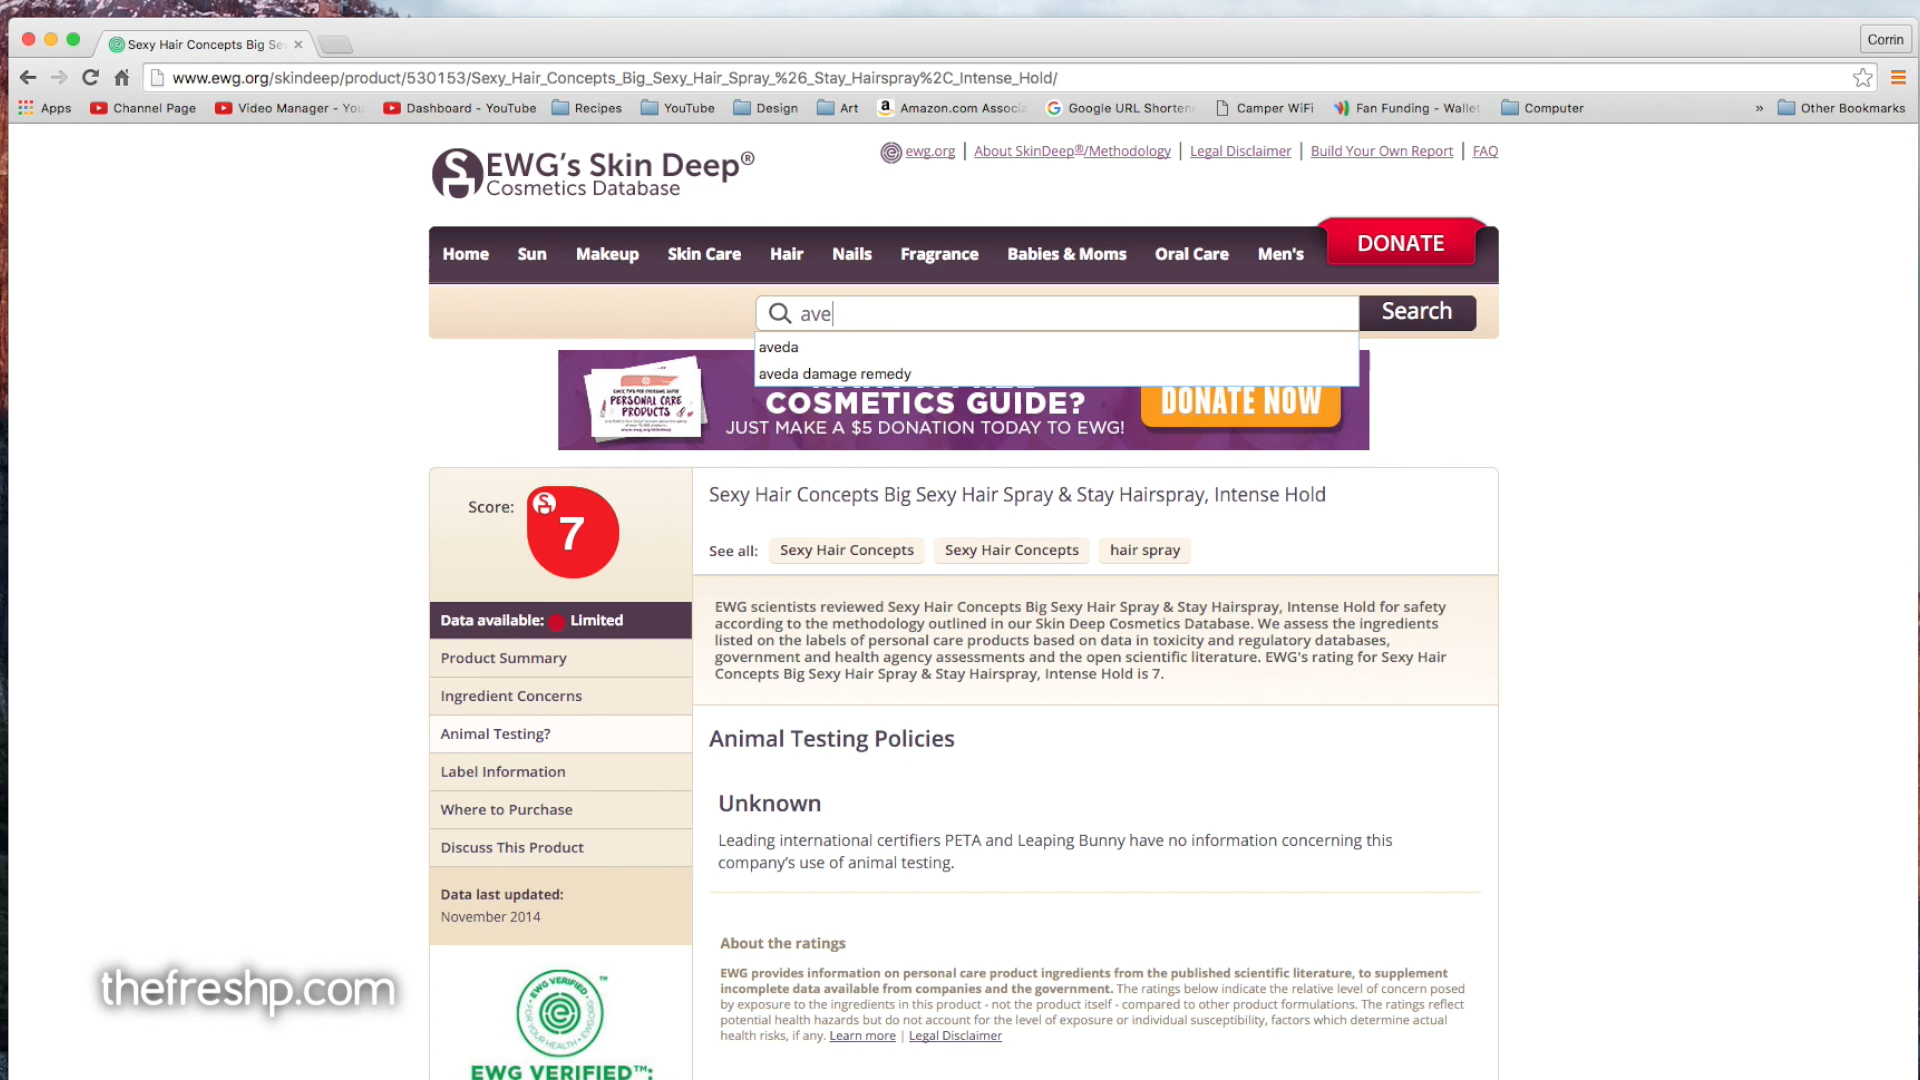 Sexy Hair Concepts Big Se
Corrin
www.ewg.org/skindeep/product/530153/Sexy_Hair_Concepts_Big_Sexy_Hair_Spray_%26_Stay_Hairspray%2C_Intense_Hold/
Apps Channel Page Video Manager - You Dashboard - YouTube Recipes YouTube Design Art Amazon.com Associa Google URL Shorten Camper WiFi Fan Funding - Wallet Computer » Other Bookmarks
EWG's Skin Deep®
Cosmetics Database
ewg.org | About SkinDeep®/Methodology | Legal Disclaimer | Build Your Own Report | FAQ
Home Sun Makeup Skin Care Hair Nails Fragrance Babies & Moms Oral Care Men's DONATE
ave Search
aveda
aveda damage remedy
PERSONAL CARE
PRODUCTS
COSMETICS GUIDE?
JUST MAKE A $5 DONATION TODAY TO EWG!
DONATE NOW
Score: 7
Data available: Limited
Product Summary
Ingredient Concerns
Animal Testing?
Label Information
Where to Purchase
Discuss This Product
Data last updated:
November 2014
EWG VERIFIED
FOR YOUR HEALTH • EWG.ORG
EWG VERIFIED™:
Sexy Hair Concepts Big Sexy Hair Spray & Stay Hairspray, Intense Hold
See all: Sexy Hair Concepts Sexy Hair Concepts hair spray
EWG scientists reviewed Sexy Hair Concepts Big Sexy Hair Spray & Stay Hairspray, Intense Hold for safety
according to the methodology outlined in our Skin Deep Cosmetics Database. We assess the ingredients
listed on the labels of personal care products based on data in toxicity and regulatory databases,
government and health agency assessments and the open scientific literature. EWG's rating for Sexy Hair
Concepts Big Sexy Hair Spray & Stay Hairspray, Intense Hold is 7.
Animal Testing Policies
Unknown
Leading international certifiers PETA and Leaping Bunny have no information concerning this
company's use of animal testing.
About the ratings
EWG provides information on personal care product ingredients from the published scientific literature, to supplement
incomplete data available from companies and the government. The ratings below indicate the relative level of concern posed
by exposure to the ingredients in this product - not the product itself - compared to other product formulations. The ratings reflect
potential health hazards but do not account for the level of exposure or individual susceptibility, factors which determine actual
health risks, if any. Learn more | Legal Disclaimer
thefreshp.com